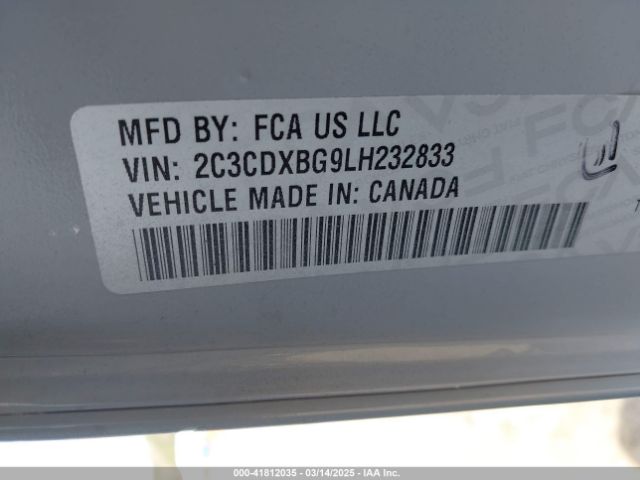 MFD BY: FCA US LLC
VIN: 2C3CDXBG9LH232833
VEHICLE MADE IN: CANADA
000-41812035 - 03/14/2025 - IAA Inc.